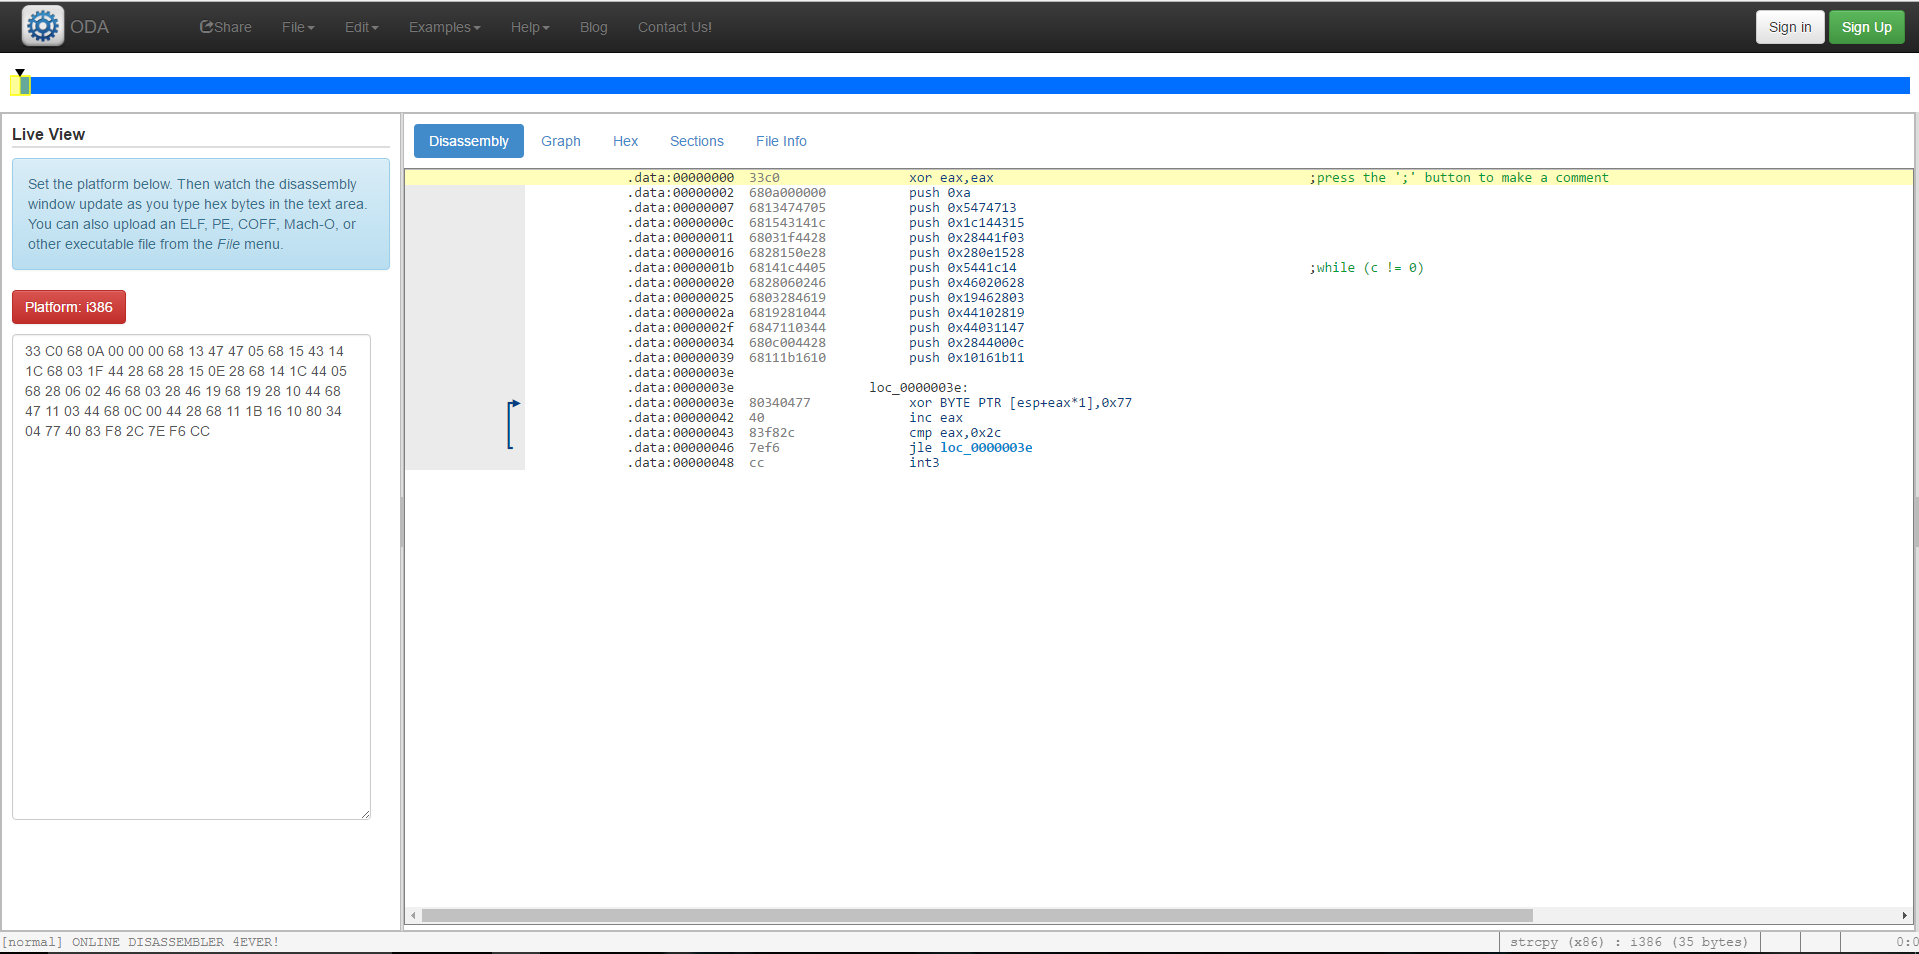 ODA Share File Edit Examples Help Blog Contact Us! Sign in Sign Up
Live View
Set the platform below. Then watch the disassembly
window update as you type hex bytes in the text area.
You can also upload an ELF, PE, COFF, Mach-O, or
other executable file from the File menu.
Platform: i386
33 C0 68 0A 00 00 00 68 13 47 47 05 68 15 43 14
1C 68 03 1F 44 28 68 28 15 0E 28 68 14 1C 44 05
68 28 06 02 46 68 03 28 46 19 68 19 28 10 44 68
47 11 03 44 68 0C 00 44 28 68 11 1B 16 10 80 34
04 77 40 83 F8 2C 7E F6 CC
Disassembly Graph Hex Sections File Info
.data:00000000 33c0 xor eax,eax ;press the ';' button to make a comment
.data:00000002 680a000000 push 0xa
.data:00000007 6813474705 push 0x5474713
.data:0000000c 681543141c push 0x1c144315
.data:00000011 68031f4428 push 0x28441f03
.data:00000016 6828150e28 push 0x280e1528
.data:0000001b 68141c4405 push 0x5441c14 ;while (c != 0)
.data:00000020 6828060246 push 0x46020628
.data:00000025 6803284619 push 0x19462803
.data:0000002a 6819281044 push 0x44102819
.data:0000002f 6847110344 push 0x44031147
.data:00000034 680c004428 push 0x2844000c
.data:00000039 68111b1610 push 0x10161b11
.data:0000003e
.data:0000003e loc_0000003e:
.data:0000003e 80340477 xor BYTE PTR [esp+eax*1],0x77
.data:00000042 40 inc eax
.data:00000043 83f82c cmp eax,0x2c
.data:00000046 7ef6 jle loc_0000003e
.data:00000048 cc int3
[normal] ONLINE DISASSEMBLER 4EVER! strcpy (x86) : i386 (35 bytes) 0:0